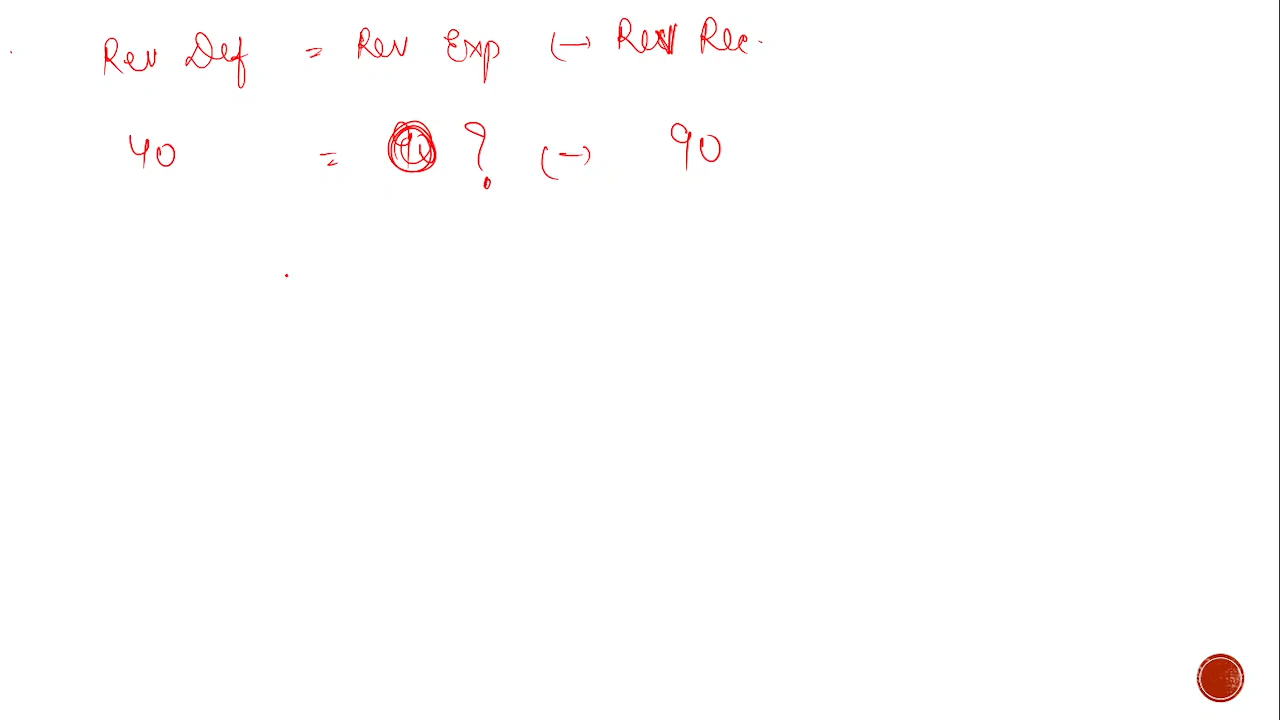 Rev Def = Rev Exp (-) Rev Rec.
40 = ? (-) 90